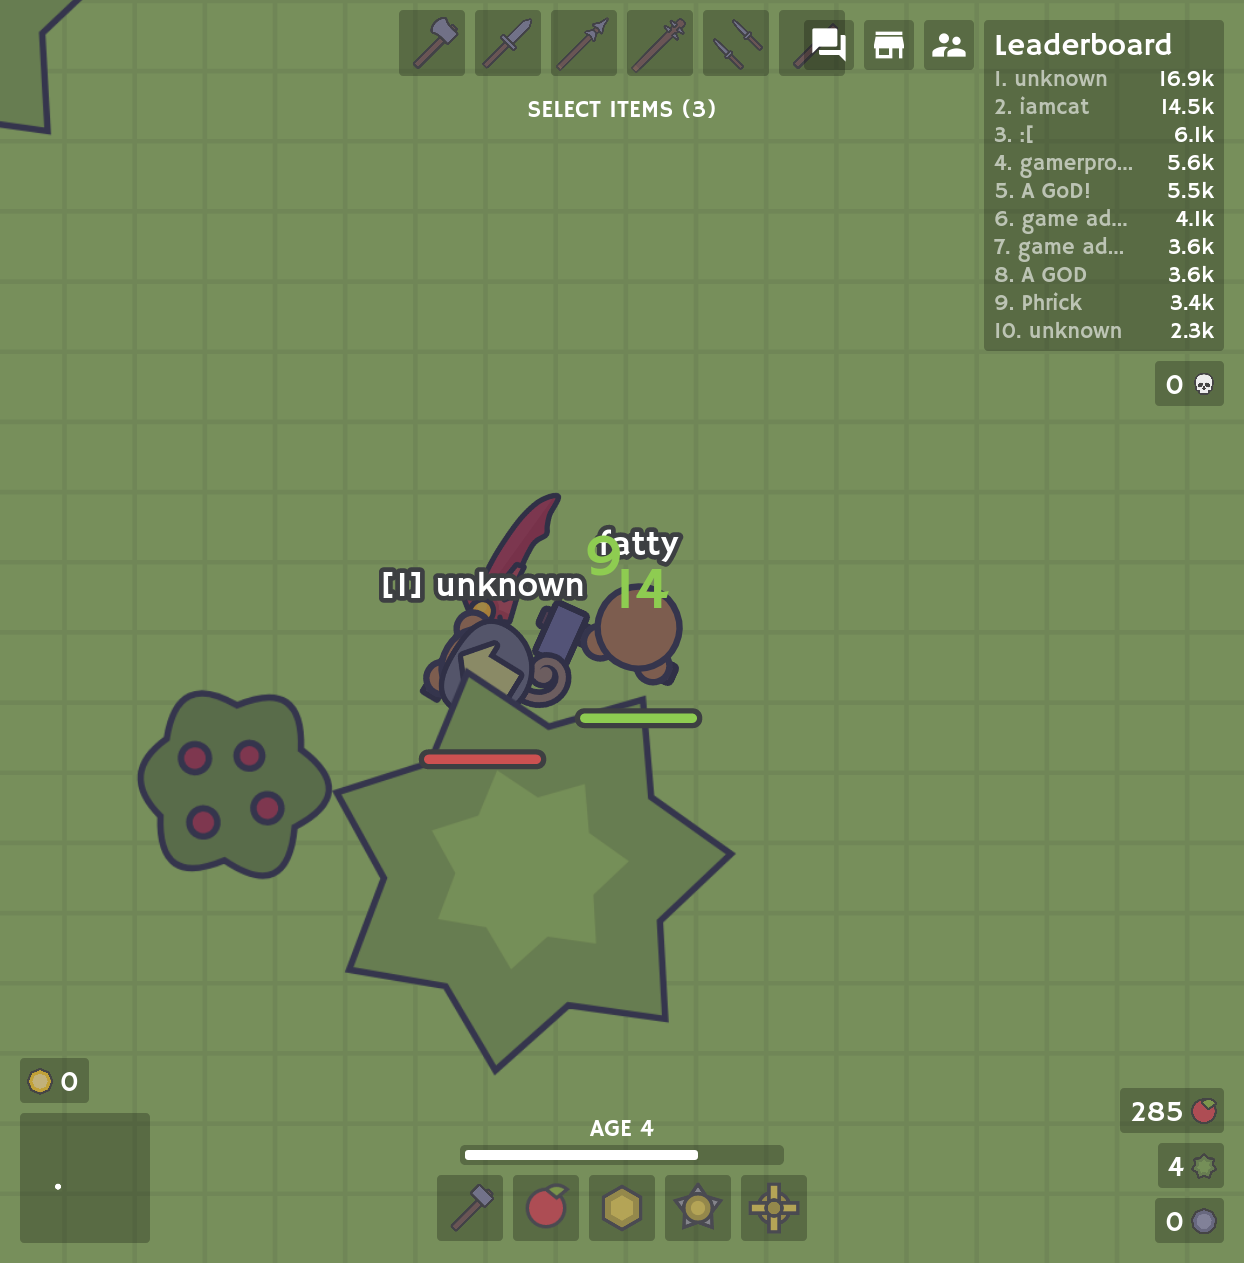 SELECT ITEMS (3)
Leaderboard
1. unknown 16.9k
2. iamcat 14.5k
3. :[ 6.1k
4. gamerpro... 5.6k
5. A GoD! 5.5k
6. game ad... 4.1k
7. game ad... 3.6k
8. A GOD 3.6k
9. Phrick 3.4k
10. unknown 2.3k
0
fatty
9
14
[I] unknown
0
285
4
0
AGE 4